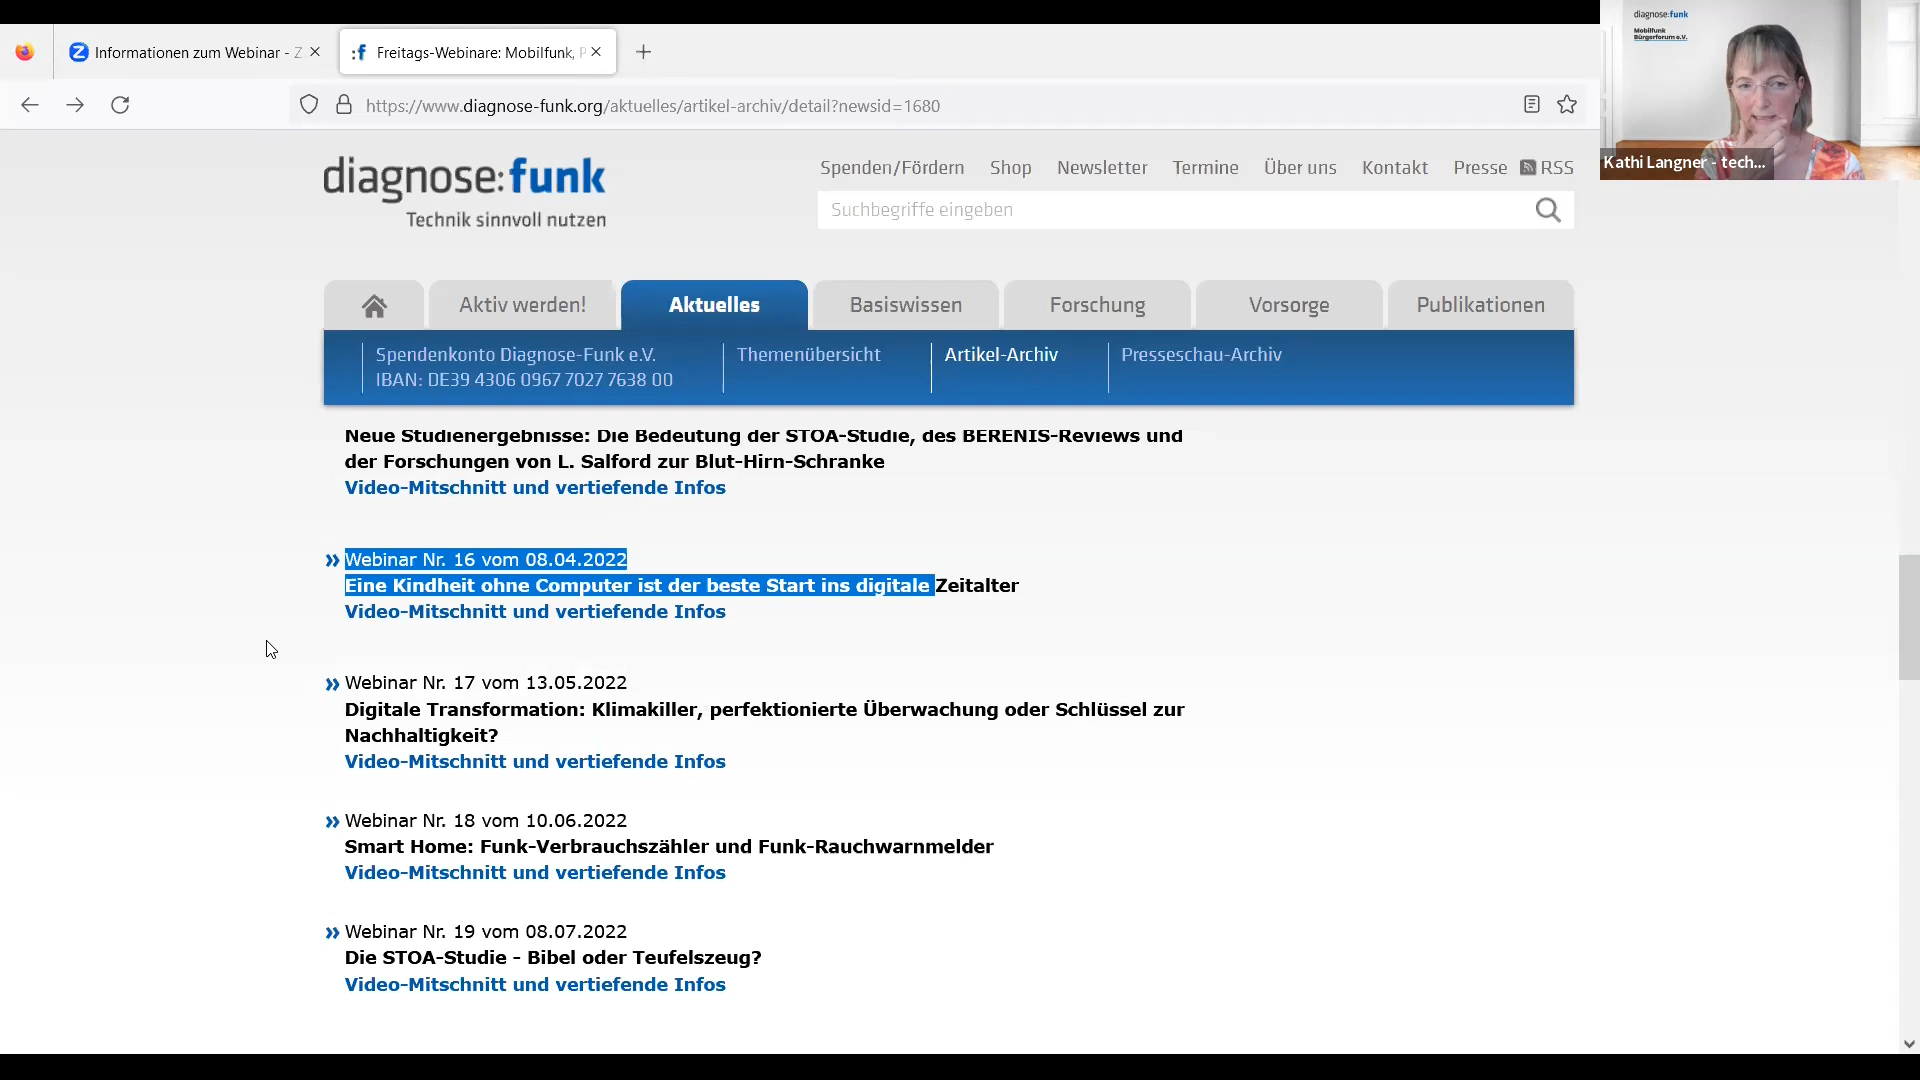 Informationen zum Webinar - Z
:f Freitags-Webinare: Mobilfunk, P
https://www.diagnose-funk.org/aktuelles/artikel-archiv/detail?newsid=1680
diagnose:funk
Mobilfunk
Bürgerforum e.V.
Kathi Langner - tech...
diagnose:funk
Technik sinnvoll nutzen
Spenden/Fördern Shop Newsletter Termine Über uns Kontakt Presse RSS
Suchbegriffe eingeben
Aktiv werden! Aktuelles Basiswissen Forschung Vorsorge Publikationen
Spendenkonto Diagnose-Funk e.V. Themenübersicht Artikel-Archiv Presseschau-Archiv
IBAN: DE39 4306 0967 7027 7638 00
Neue Studienergebnisse: Die Bedeutung der STOA-Studie, des BERENIS-Reviews und
der Forschungen von L. Salford zur Blut-Hirn-Schranke
Video-Mitschnitt und vertiefende Infos
» Webinar Nr. 16 vom 08.04.2022
Eine Kindheit ohne Computer ist der beste Start ins digitale Zeitalter
Video-Mitschnitt und vertiefende Infos
» Webinar Nr. 17 vom 13.05.2022
Digitale Transformation: Klimakiller, perfektionierte Überwachung oder Schlüssel zur
Nachhaltigkeit?
Video-Mitschnitt und vertiefende Infos
» Webinar Nr. 18 vom 10.06.2022
Smart Home: Funk-Verbrauchszähler und Funk-Rauchwarnmelder
Video-Mitschnitt und vertiefende Infos
» Webinar Nr. 19 vom 08.07.2022
Die STOA-Studie - Bibel oder Teufelszeug?
Video-Mitschnitt und vertiefende Infos